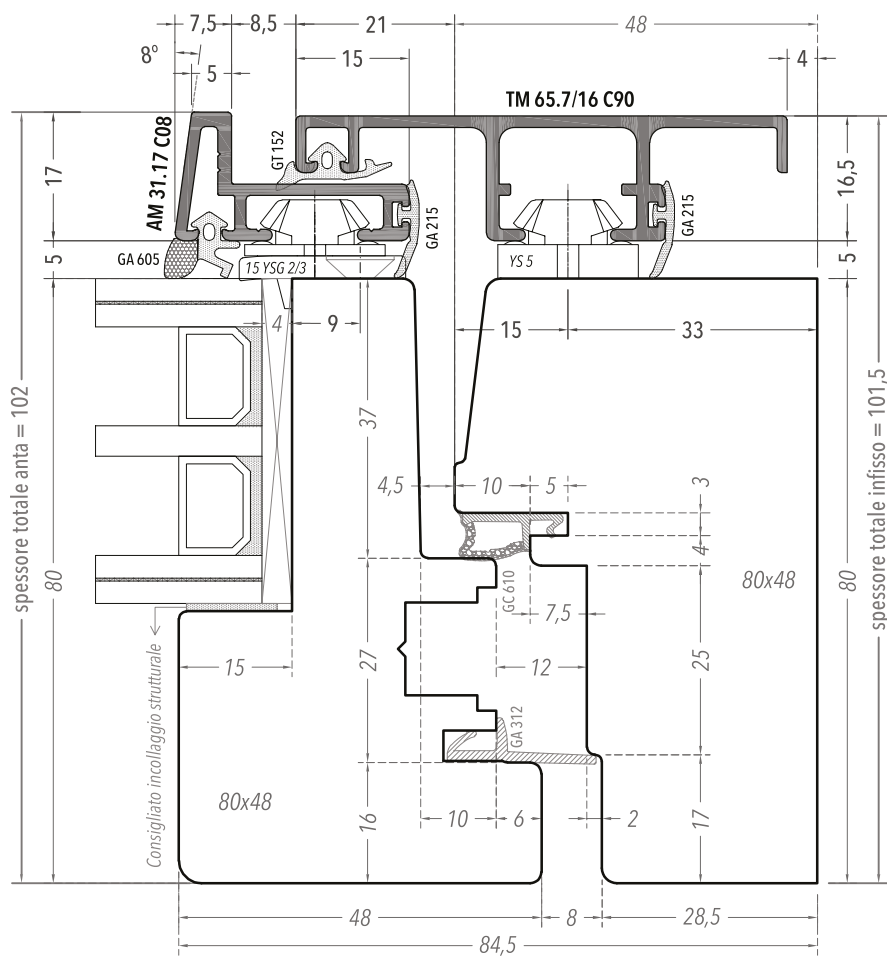 7,5
8,5
21
48
8°
5
15
4
TM 65.7/16 C90
AM 31.17 C08
GT 152
17
16,5
GA 215
GA 215
5
GA 605
15 YSG 2/3
YS 5
5
4
9
15
33
spessore totale anta = 102
spessore totale infisso = 101,5
37
4,5
10
5
3
4
80
80x48
80
GC 610
7,5
Consigliato incollaggio strutturale
15
27
12
25
GA 312
80x48
16
10
6
2
17
48
8
28,5
84,5